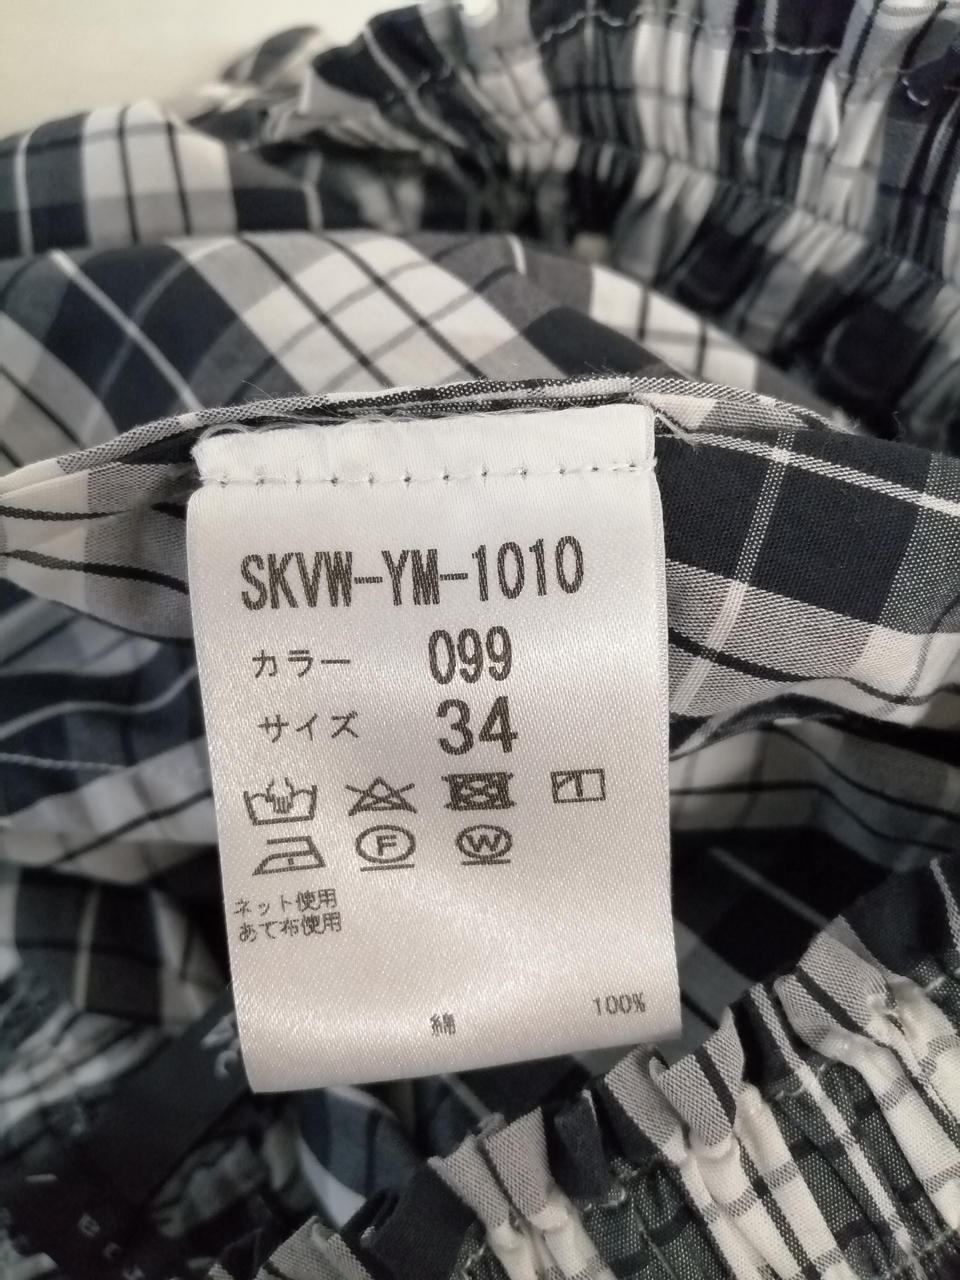 SKVW-YM-1010
カラー 099
サイズ 34
F W
ネット使用
あて布使用
綿 100%